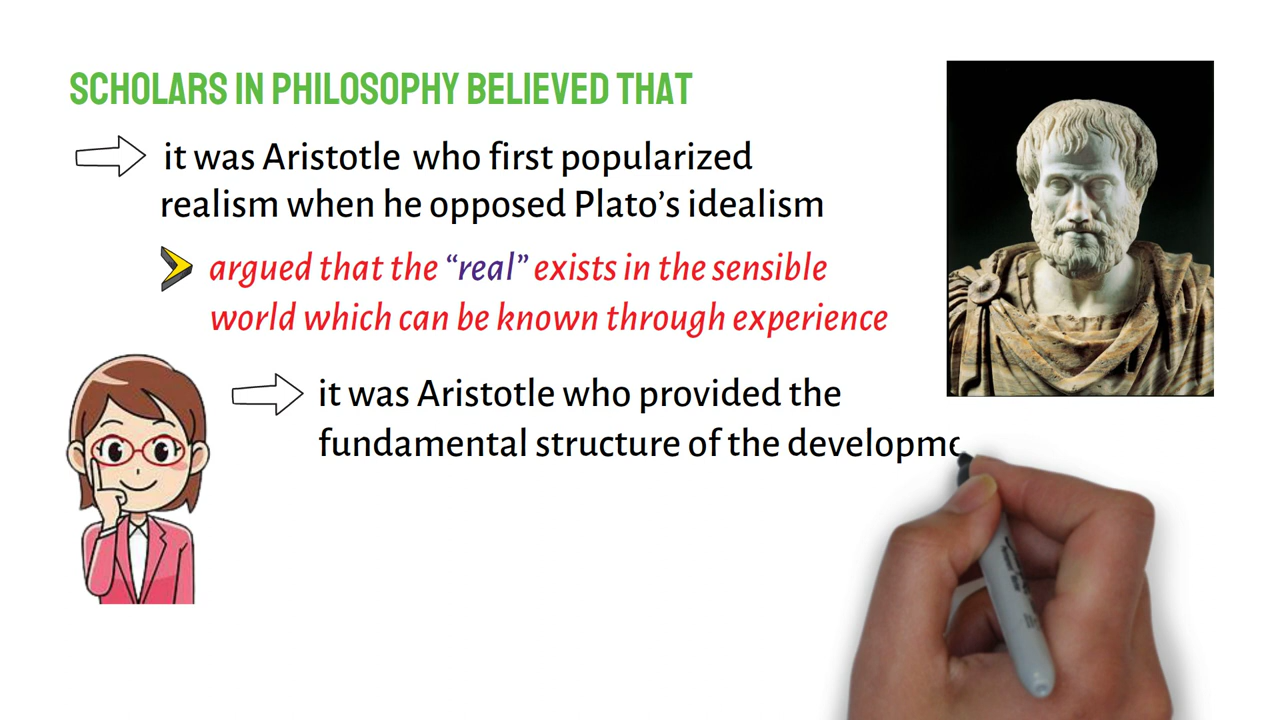 SCHOLARS IN PHILOSOPHY BELIEVED THAT
it was Aristotle who first popularized
realism when he opposed Plato's idealism
argued that the “real” exists in the sensible
world which can be known through experience
it was Aristotle who provided the
fundamental structure of the developme